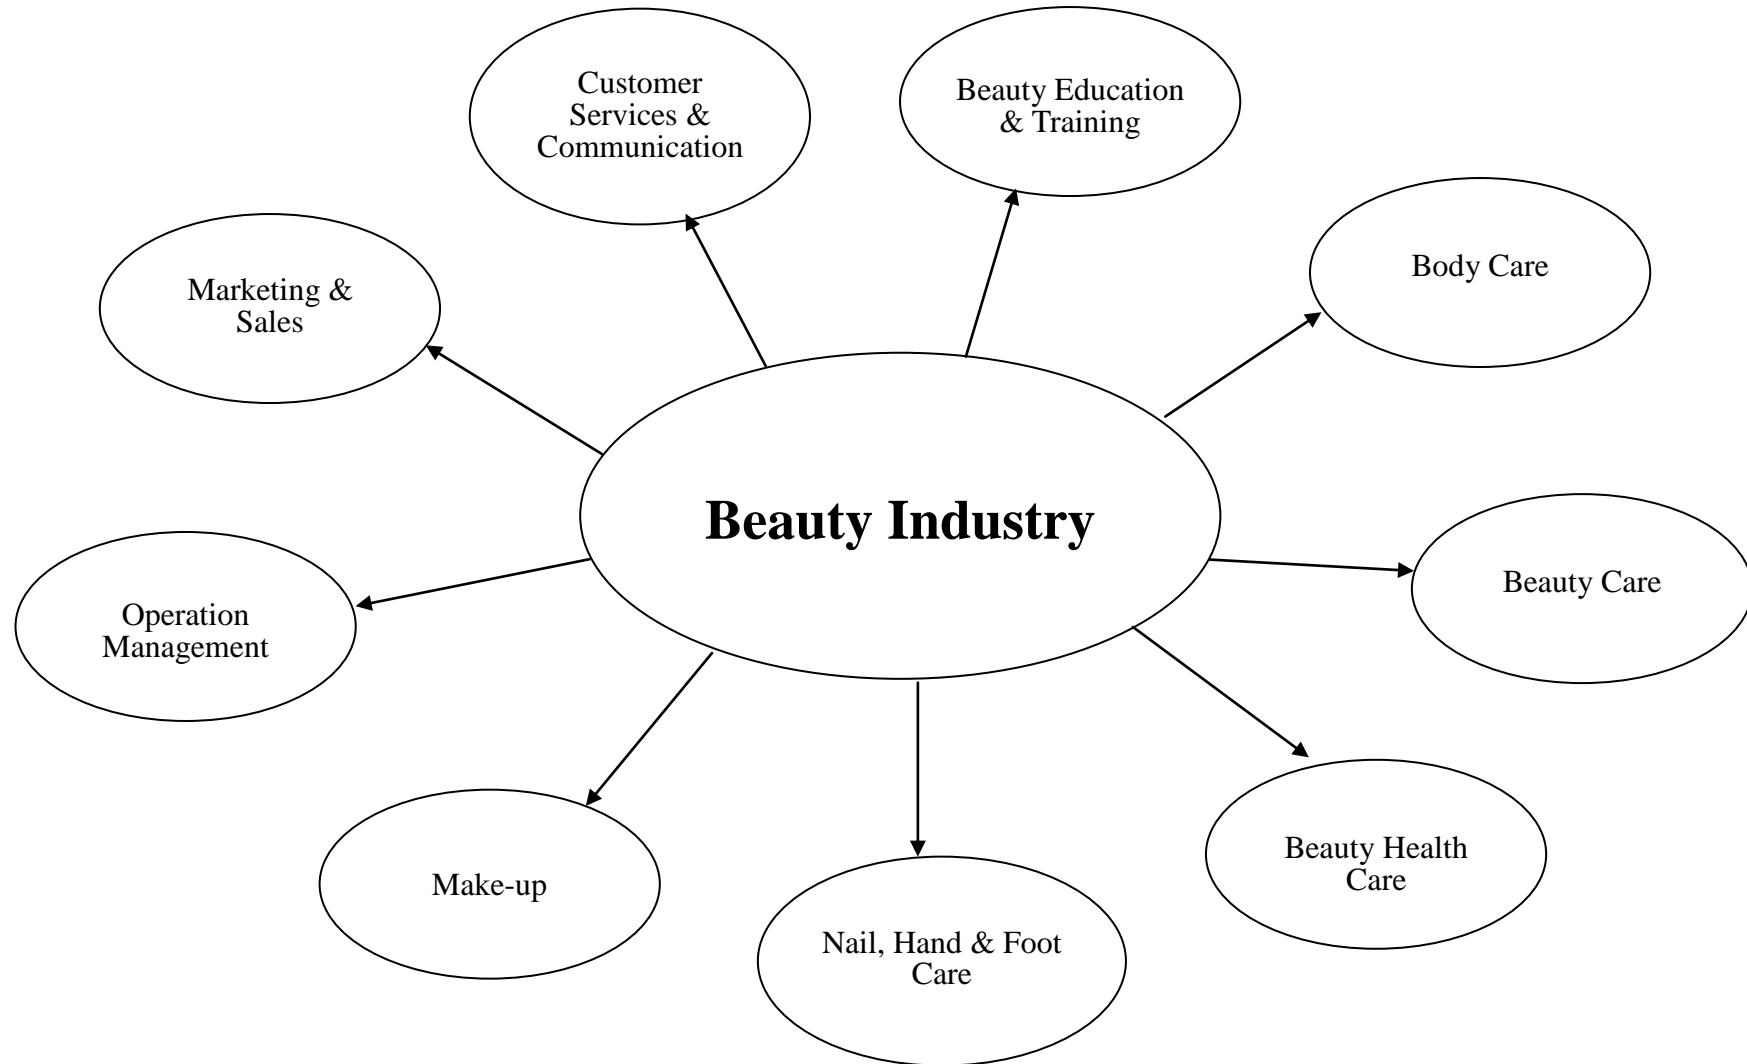 Customer
Services &
Communication
Beauty Education
& Training
Body Care
Marketing &
Sales
Beauty Industry
Beauty Care
Operation
Management
Beauty Health
Care
Make-up
Nail, Hand & Foot
Care